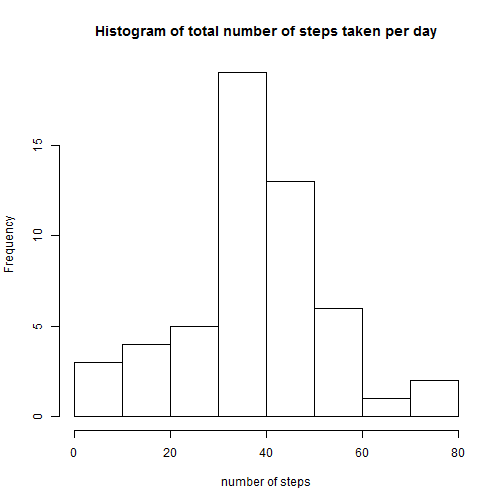 Histogram of total number of steps taken per day
Frequency
15
10
5
0
0 20 40 60 80
number of steps